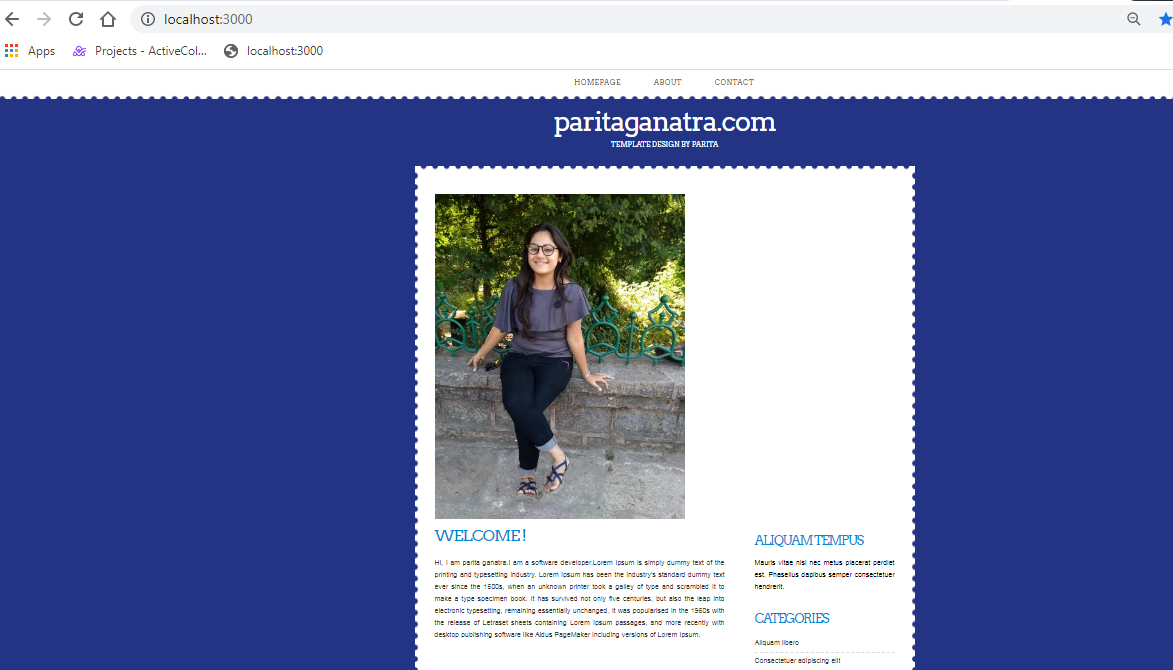 localhost:3000
Apps
Projects - ActiveCol...
localhost:3000
HOMEPAGE ABOUT CONTACT
paritaganatra.com
TEMPLATE DESIGN BY PARITA
WELCOME!
Hi, I am parita ganatra.I am a software developer.Lorem Ipsum is simply dummy text of the
printing and typesetting industry. Lorem Ipsum has been the industry's standard dummy text
ever since the 1500s, when an unknown printer took a galley of type and scrambled it to
make a type specimen book. It has survived not only five centuries, but also the leap into
electronic typesetting, remaining essentially unchanged. It was popularised in the 1960s with
the release of Letraset sheets containing Lorem Ipsum passages, and more recently with
desktop publishing software like Aldus PageMaker including versions of Lorem Ipsum.
ALIQUAM TEMPUS
Mauris vitae nisl nec metus placerat perdiet
est. Phasellus dapibus semper consectetuer
hendrerit.
CATEGORIES
Aliquam libero
Consectetuer adipiscing elit